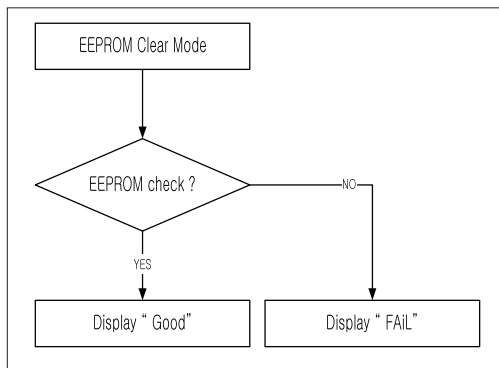 EEPROM Clear Mode
EEPROM check ?
NO
YES
Display “ Good”
Display “ FAiL”